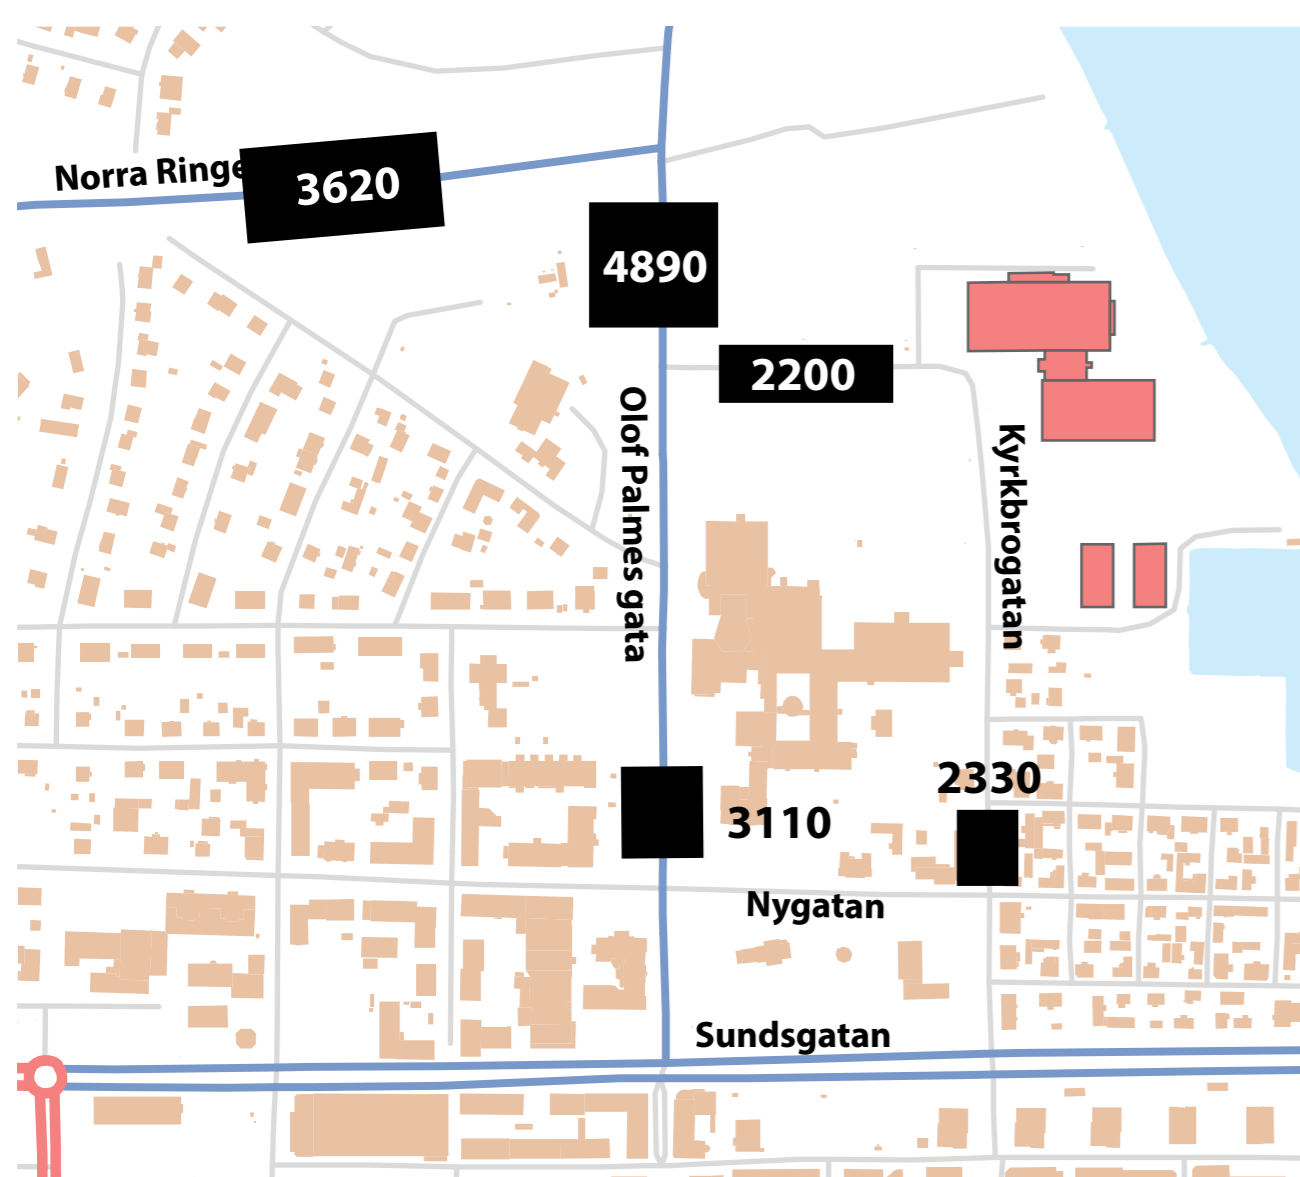 Norra Ringe
3620
4890
2200
Olof Palmes gata
Kyrkbrogatan
2330
3110
Nygatan
Sundsgatan